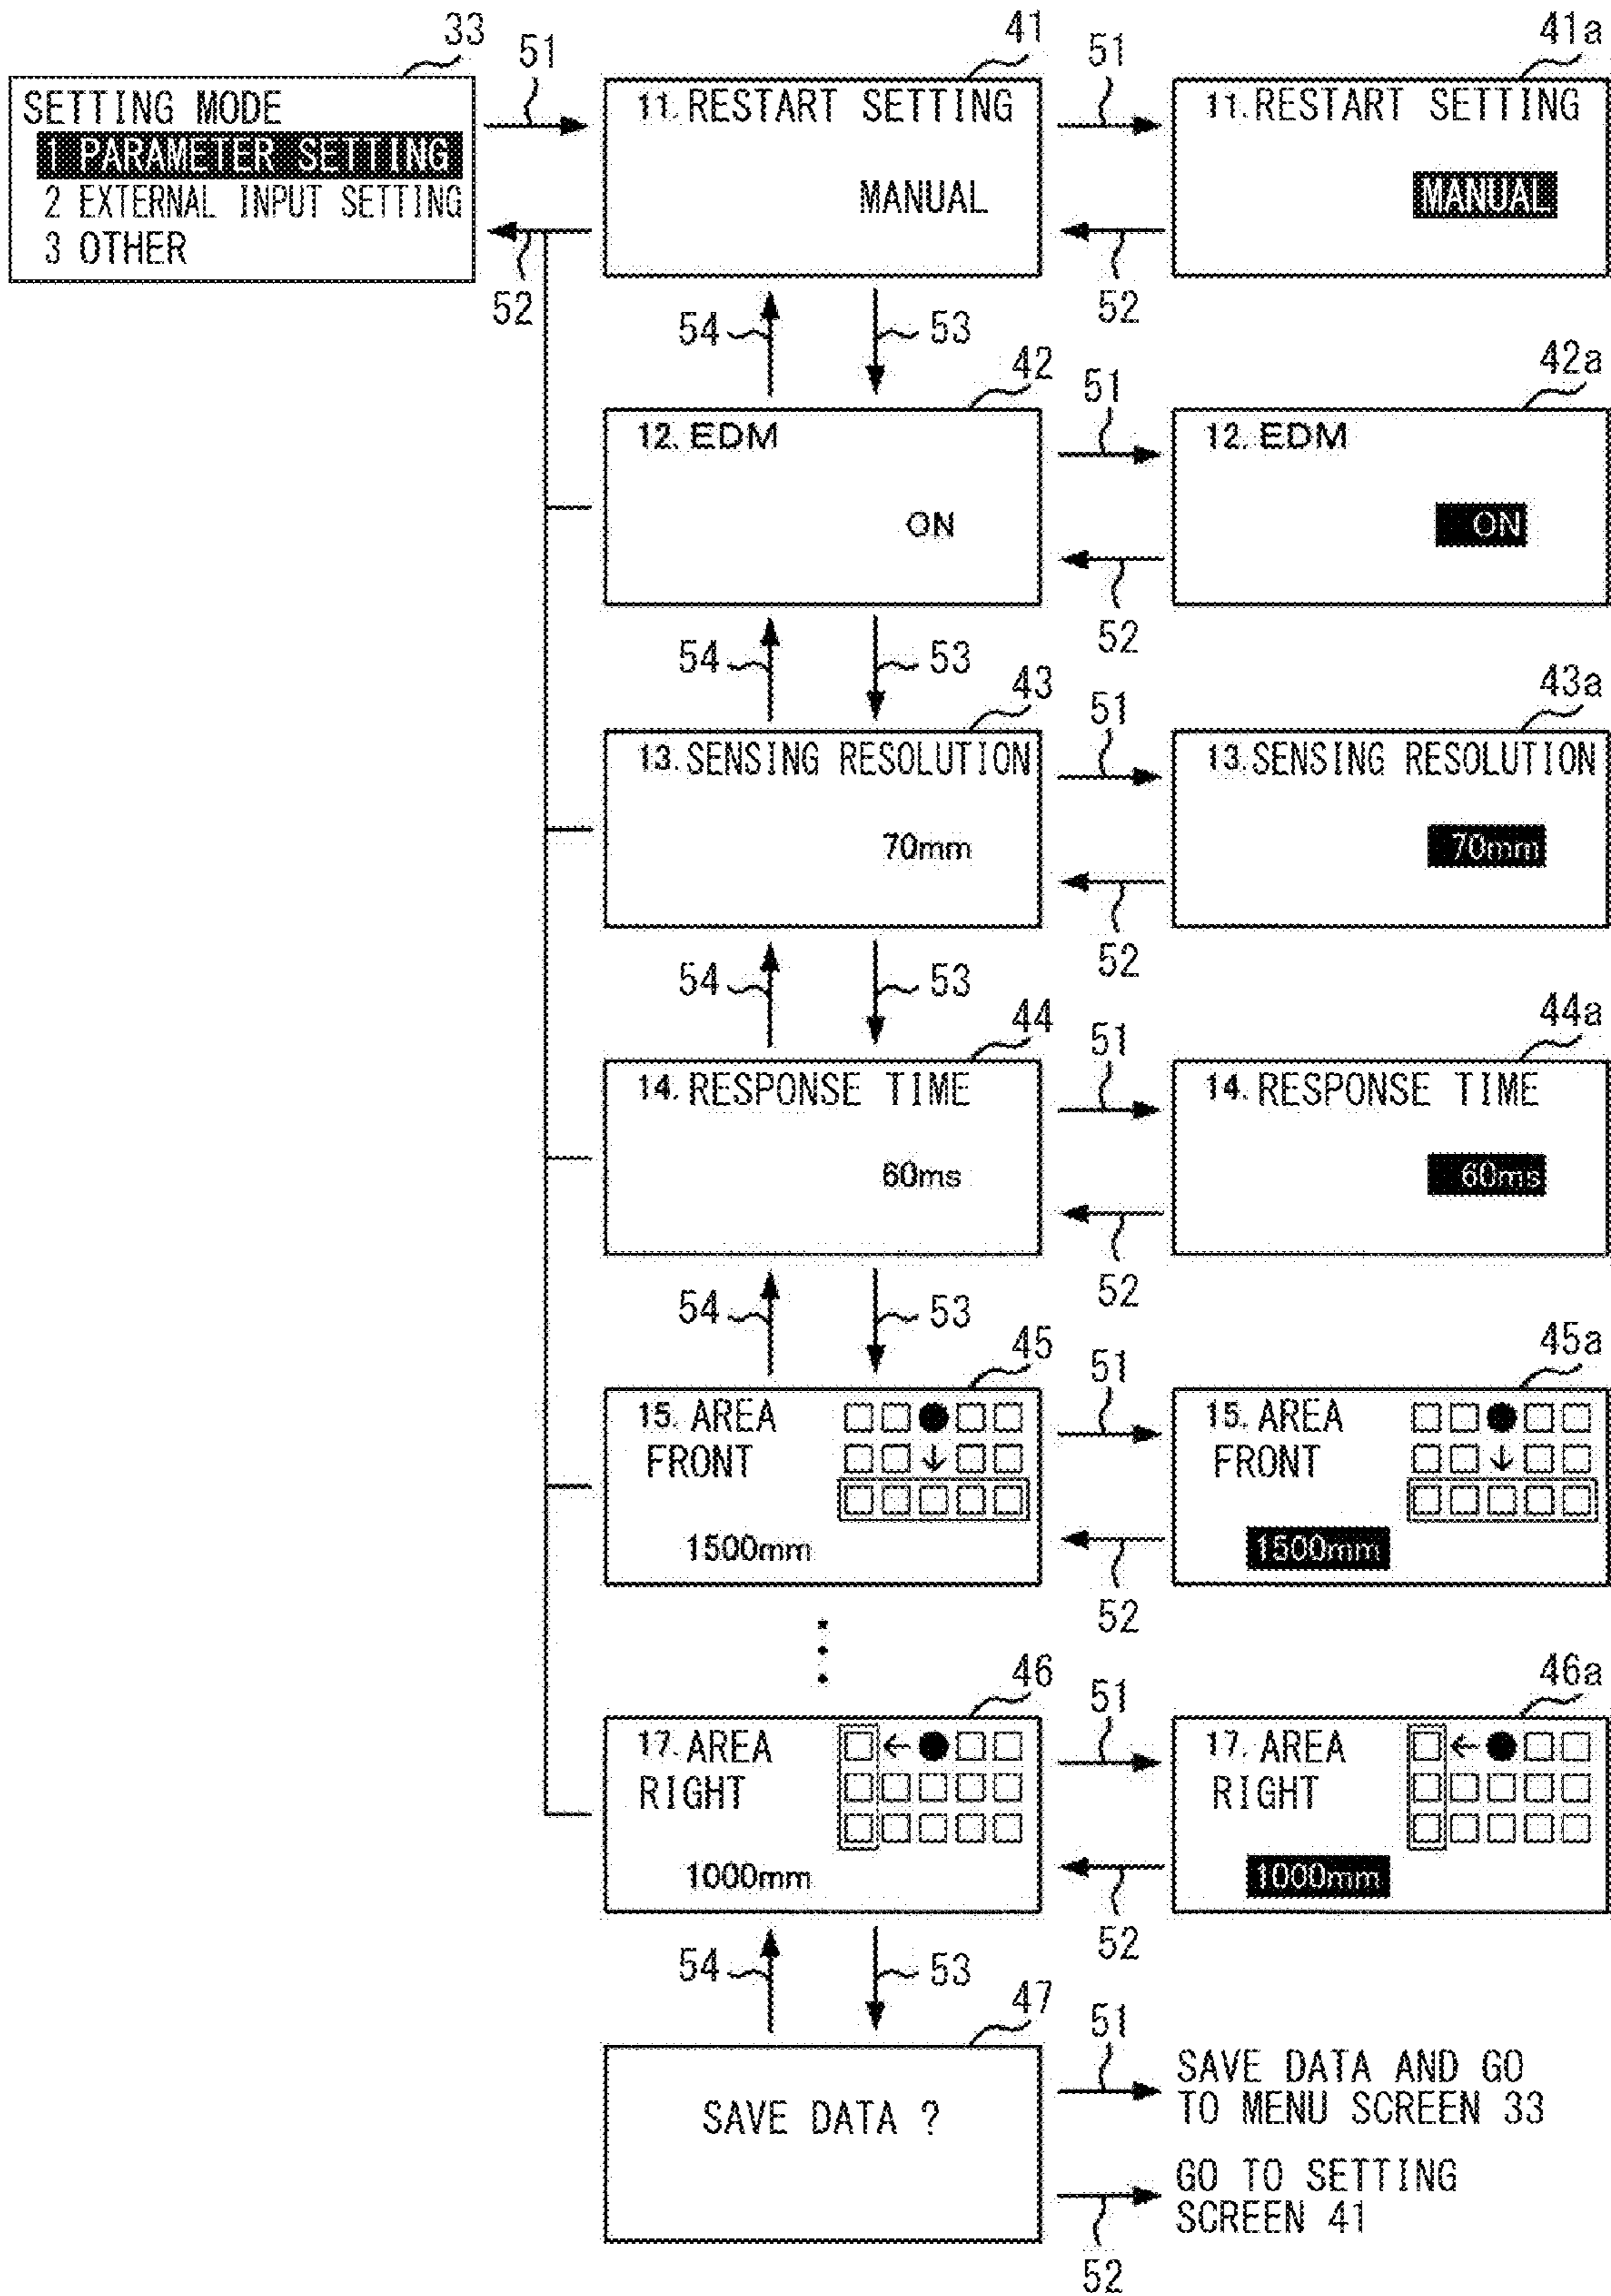 33
51
41
51
41a
SETTING MODE
1 PARAMETER SETTING
2 EXTERNAL INPUT SETTING
3 OTHER
11. RESTART SETTING
MANUAL
11. RESTART SETTING
MANUAL
52
52
54
53
42
51
42a
12. EDM
ON
12. EDM
ON
52
54
53
43
51
43a
13. SENSING RESOLUTION
70mm
13. SENSING RESOLUTION
70mm
52
54
53
44
51
44a
14. RESPONSE TIME
60ms
14. RESPONSE TIME
60ms
52
54
53
45
51
45a
15. AREA
FRONT
1500mm
15. AREA
FRONT
1500mm
52
46
51
46a
17. AREA
RIGHT
1000mm
17. AREA
RIGHT
1000mm
52
54
53
47
51
SAVE DATA ?
SAVE DATA AND GO
TO MENU SCREEN 33
GO TO SETTING
SCREEN 41
52